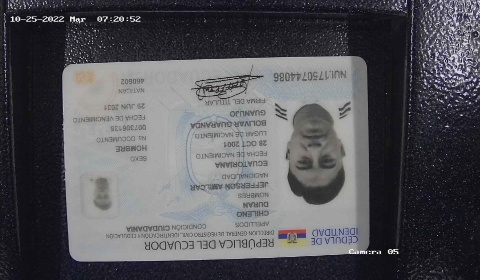 10-25-2022 Mar 07:20:52
REPÚBLICA DEL ECUADOR
DIRECCIÓN GENERAL DE REGISTRO CIVIL, IDENTIFICACIÓN Y CEDULACIÓN
CÉDULA DE
IDENTIDAD
CONDICIÓN CIUDADANIA
APELLIDOS
CHILENO
DURAN
NOMBRES
JEFFERSON AMILCAR
NACIONALIDAD
ECUATORIANA
FECHA DE NACIMIENTO
28 OCT 2001
LUGAR DE NACIMIENTO
BOLIVAR GUARANDA
GUANUJO
FIRMA DEL TITULAR
SEXO
HOMBRE
No. DOCUMENTO
FECHA DE VENCIMIENTO
29 JUN 2031
NAT/CAN
NUI.1750744086
Camera 05